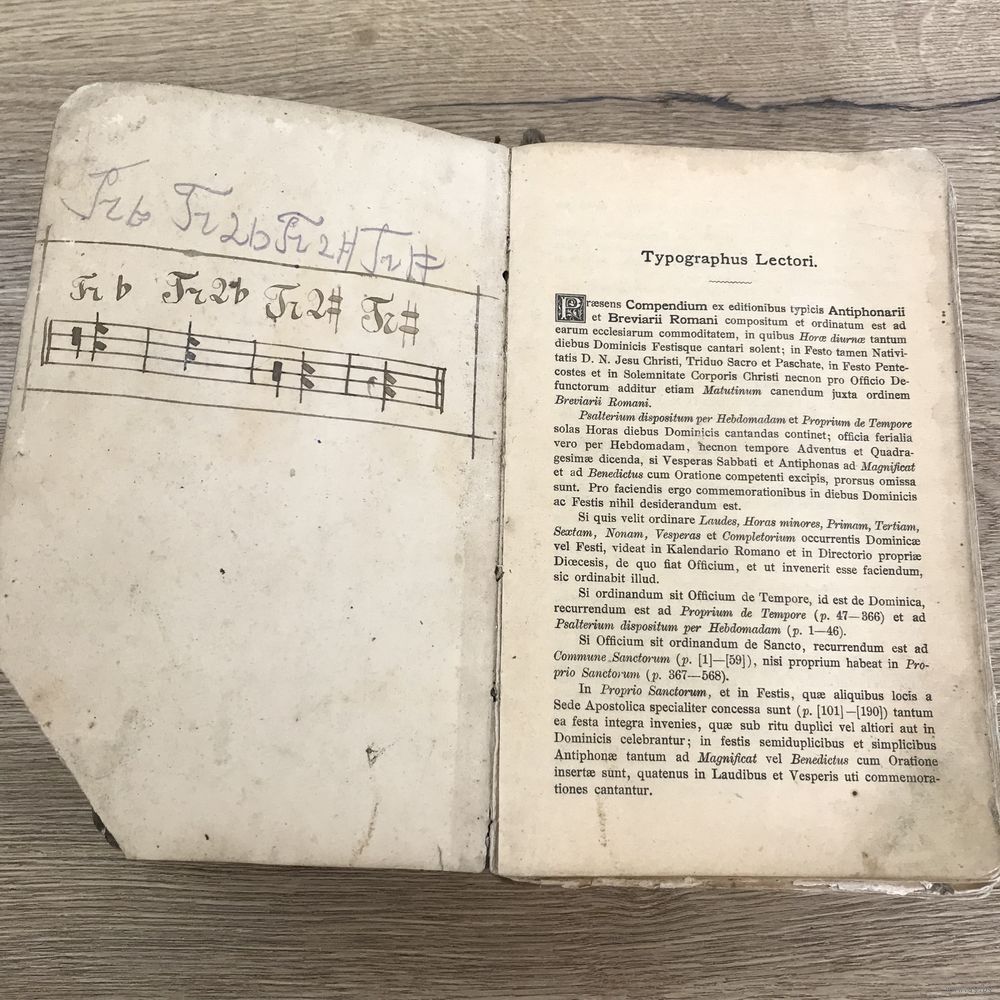 Tr♭ Tr2♭ Tr2♯ Tr♯
Tr♭ Tr2♭ Tr2♯ Tr♯
Typographus Lectori.
Præsens Compendium ex editionibus typicis Antiphonarii
et Breviarii Romani compositum et ordinatum est ad
earum ecclesiarum commoditatem, in quibus Horæ diurnæ tantum
diebus Dominicis Festisque cantari solent; in Festo tamen Nativi-
tatis D. N. Jesu Christi, Triduo Sacro et Paschate, in Festo Pente-
costes et in Solemnitate Corporis Christi necnon pro Officio De-
functorum additur etiam Matutinum canendum juxta ordinem
Breviarii Romani.
Psalterium dispositum per Hebdomadam et Proprium de Tempore
solas Horas diebus Dominicis cantandas continet; officia ferialia
vero per Hebdomadam, necnon tempore Adventus et Quadra-
gesimæ dicenda, si Vesperas Sabbati et Antiphonas ad Magnificat
et ad Benedictus cum Oratione competenti excipis, prorsus omissa
sunt. Pro faciendis ergo commemorationibus in diebus Dominicis
ac Festis nihil desiderandum est.
Si quis velit ordinare Laudes, Horas minores, Primam, Tertiam,
Sextam, Nonam, Vesperas et Completorium occurrentis Dominicæ
vel Festi, videat in Kalendario Romano et in Directorio propriæ
Diœcesis, de quo fiat Officium, et ut invenerit esse faciendum,
sic ordinabit illud.
Si ordinandum sit Officium de Tempore, id est de Dominica,
recurrendum est ad Proprium de Tempore (p. 47—366) et ad
Psalterium dispositum per Hebdomadam (p. 1—46).
Si Officium sit ordinandum de Sancto, recurrendum est ad
Commune Sanctorum (p. [1]—[59]), nisi proprium habeat in Pro-
prio Sanctorum (p. 367—568).
In Proprio Sanctorum, et in Festis, quæ aliquibus locis a
Sede Apostolica specialiter concessa sunt (p. [101]—[190]) tantum
ea festa integra invenies, quæ sub ritu duplici vel altiori aut in
Dominicis celebrantur; in festis semiduplicibus et simplicibus
Antiphonæ tantum ad Magnificat vel Benedictus cum Oratione
insertæ sunt, quatenus in Laudibus et Vesperis uti commemora-
tiones cantantur.